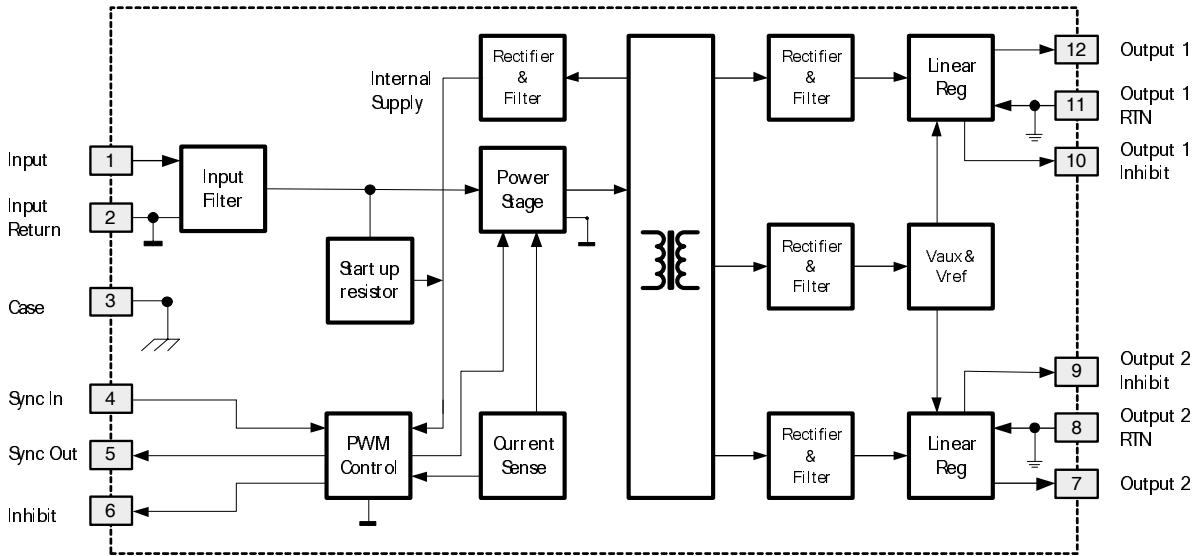 Input
1
Input
Return
2
Case
3
Sync In
4
Sync Out
5
Inhibit
6
Input
Filter
Start up
resistor
Internal
Supply
Rectifier
&
Filter
Power
Stage
PWM
Control
Current
Sense
Rectifier
&
Filter
Rectifier
&
Filter
Rectifier
&
Filter
Linear
Reg
Vaux &
Vref
Linear
Reg
12
Output 1
11
Output 1
RTN
10
Output 1
Inhibit
9
Output 2
Inhibit
8
Output 2
RTN
7
Output 2